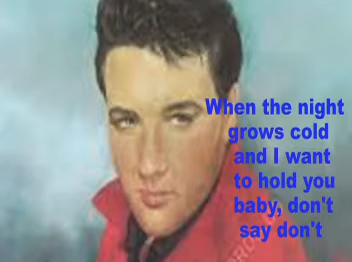 When the night
grows cold
and I want
to hold you
baby, don't
say don't